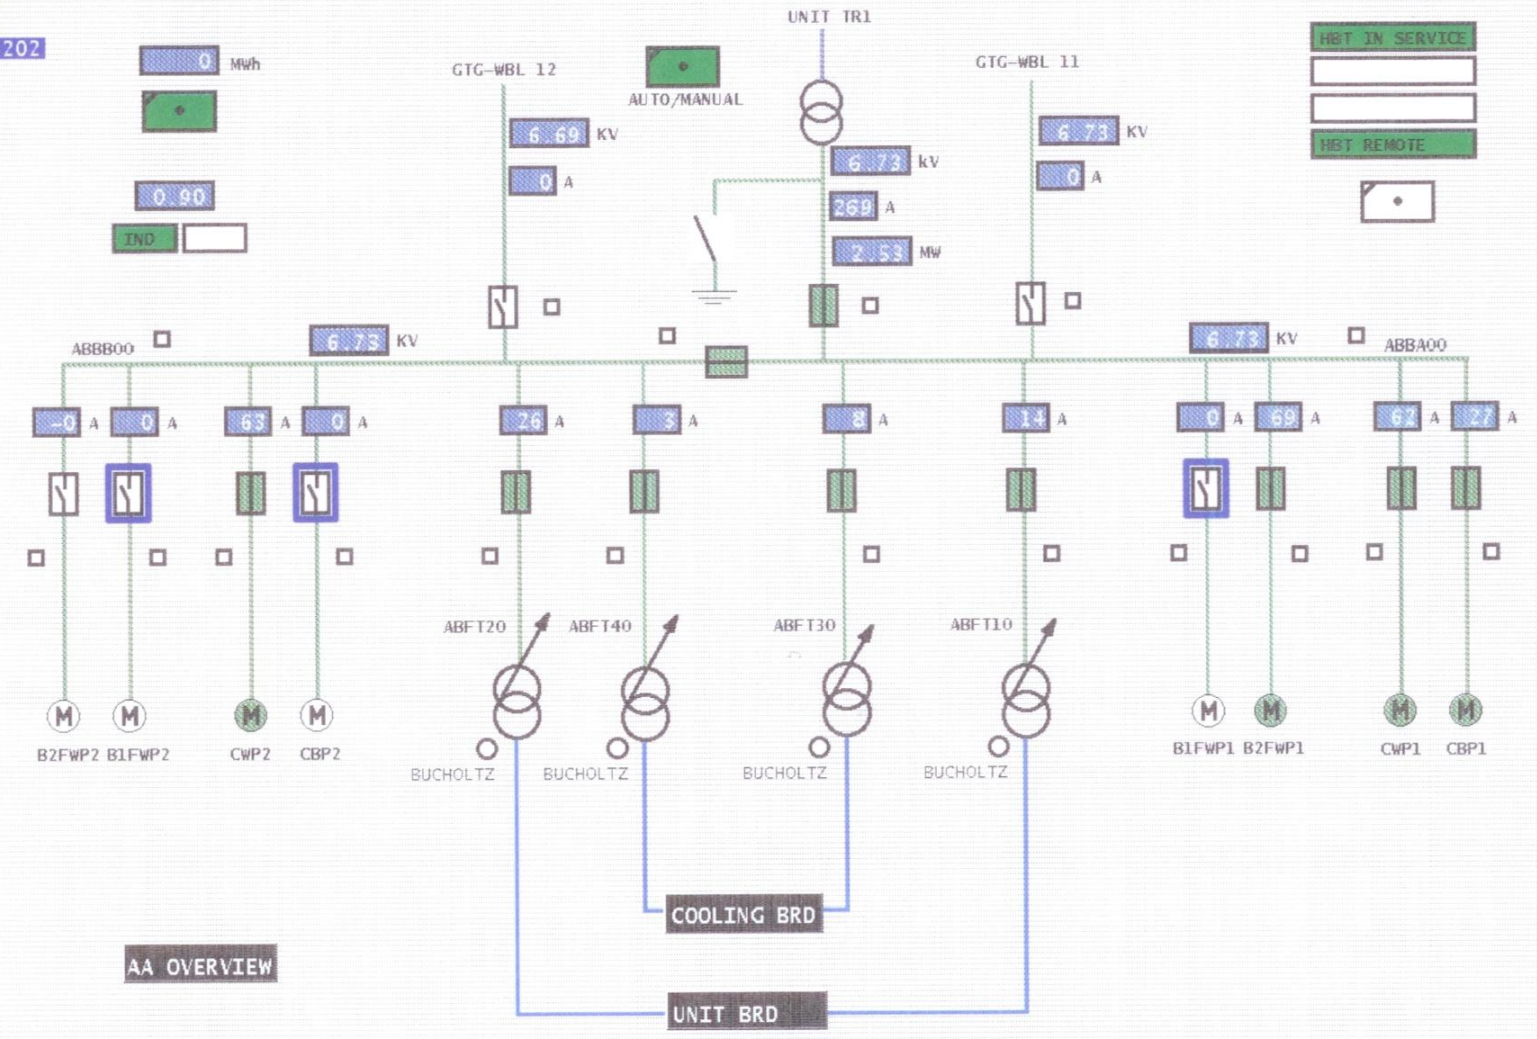 202
UNIT TR1
HBT IN SERVICE
0 MWh
GTG-WBL 12
GTG-WBL 11
AUTO/MANUAL
6.69 KV
6.73 KV
HBT REMOTE
6.73 kV
0 A
0 A
0.90
269 A
IND
2.53 MW
ABBB00
6.73 KV
6.73 KV
ABBA00
-0 A
0 A
63 A
0 A
26 A
3 A
8 A
14 A
0 A
69 A
62 A
27 A
ABFT20
ABFT40
ABFT30
ABFT10
M
M
M
M
M
M
M
M
B2FWP2
B1FWP2
CWP2
CBP2
B1FWP1
B2FWP1
CWP1
CBP1
BUCHOLTZ
BUCHOLTZ
BUCHOLTZ
BUCHOLTZ
COOLING BRD
AA OVERVIEW
UNIT BRD